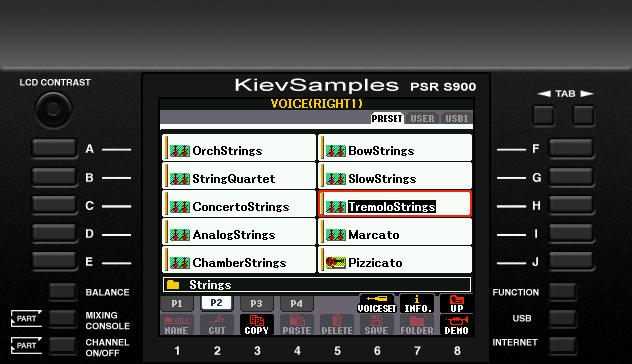 LCD CONTRAST
KievSamples PSR S900
TAB
VOICE(RIGHT1)
PRESET USER USB1
A
B
C
D
E
OrchStrings
BowStrings
StringQuartet
SlowStrings
ConcertoStrings
TremoloStrings
AnalogStrings
Marcato
ChamberStrings
Pizzicato
Strings
F
G
H
I
J
P1 P2 P3 P4 VOICESET INFO. UP
NAME CUT COPY PASTE DELETE SAVE FOLDER DEMO
1 2 3 4 5 6 7 8
BALANCE
PART
MIXING
CONSOLE
PART
CHANNEL
ON/OFF
FUNCTION
USB
INTERNET